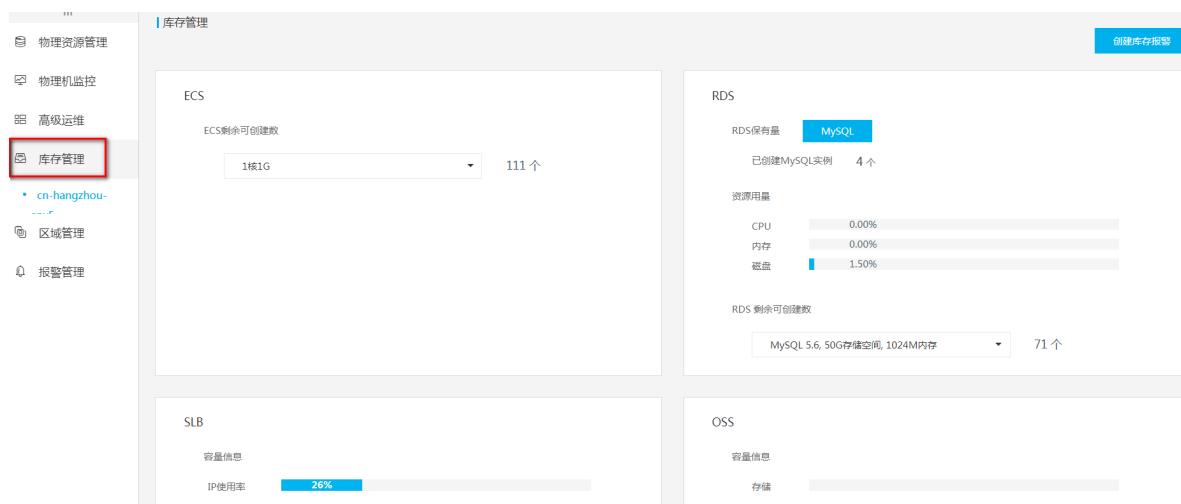 库存管理
创建库存报警
物理资源管理
物理机监控
高级运维
库存管理
cn-hangzhou-
区域管理
报警管理
ECS
ECS剩余可创建数
1核1G
111 个
RDS
RDS保有量
MySQL
已创建MySQL实例
4 个
资源用量
CPU
0.00%
内存
0.00%
磁盘
1.50%
RDS 剩余可创建数
MySQL 5.6, 50G存储空间, 1024M内存
71 个
SLB
容量信息
IP使用率
26%
OSS
容量信息
存储